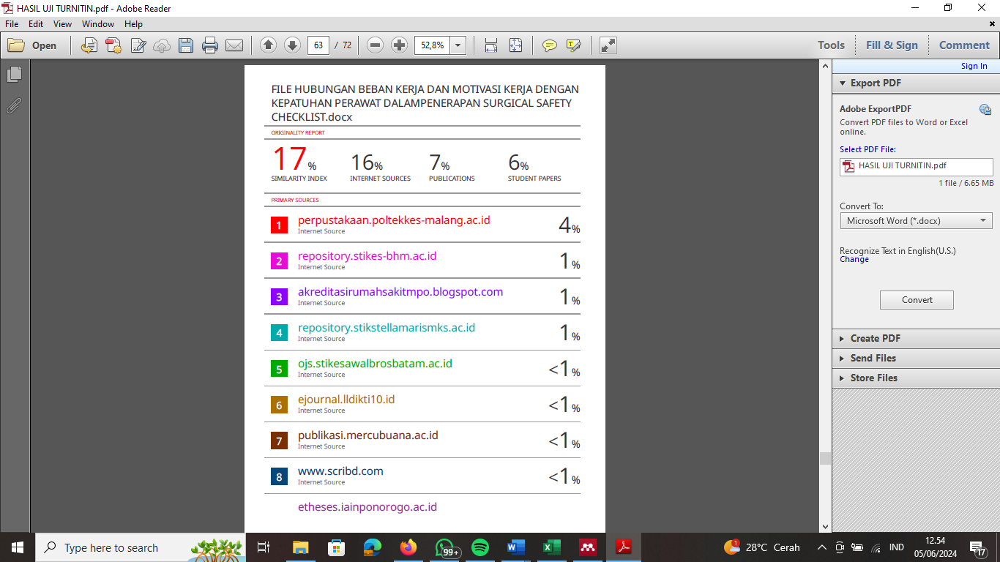 HASIL UJI TURNITIN.pdf - Adobe Reader
File Edit View Window Help
Open 63 / 72 52,8% Tools Fill & Sign Comment
Sign In
FILE HUBUNGAN BEBAN KERJA DAN MOTIVASI KERJA DENGAN
KEPATUHAN PERAWAT DALAMPENERAPAN SURGICAL SAFETY
CHECKLIST.docx
ORIGINALITY REPORT
17% 16% 7% 6%
SIMILARITY INDEX INTERNET SOURCES PUBLICATIONS STUDENT PAPERS
PRIMARY SOURCES
1 perpustakaan.poltekkes-malang.ac.id 4%
Internet Source
2 repository.stikes-bhm.ac.id 1%
Internet Source
3 akreditasirumahsakitmpo.blogspot.com 1%
Internet Source
4 repository.stikstellamarismks.ac.id 1%
Internet Source
5 ojs.stikesawalbrosbatam.ac.id <1%
Internet Source
6 ejournal.lldikti10.id <1%
Internet Source
7 publikasi.mercubuana.ac.id <1%
Internet Source
8 www.scribd.com <1%
Internet Source
etheses.iainponorogo.ac.id
Export PDF
Adobe ExportPDF
Convert PDF files to Word or Excel
online.
Select PDF File:
HASIL UJI TURNITIN.pdf
1 file / 6.65 MB
Convert To:
Microsoft Word (*.docx)
Recognize Text in English(U.S.)
Change
Convert
Create PDF
Send Files
Store Files
Type here to search
99+
1
28°C Cerah
IND
12.54
05/06/2024
17